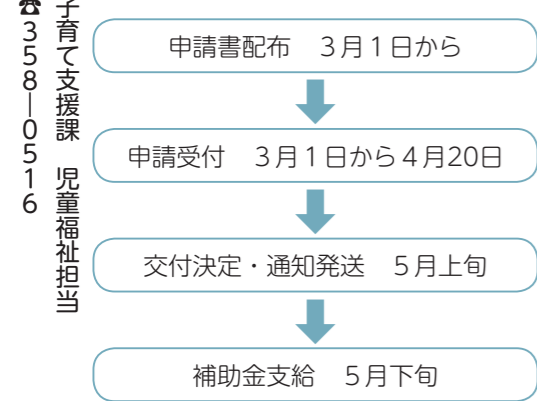 申請書配布　３月１日から
申請受付　３月１日から４月20日
交付決定・通知発送　５月上旬
補助金支給　５月下旬
子育て支援課　児童福祉担当
☎３５８―０５１６